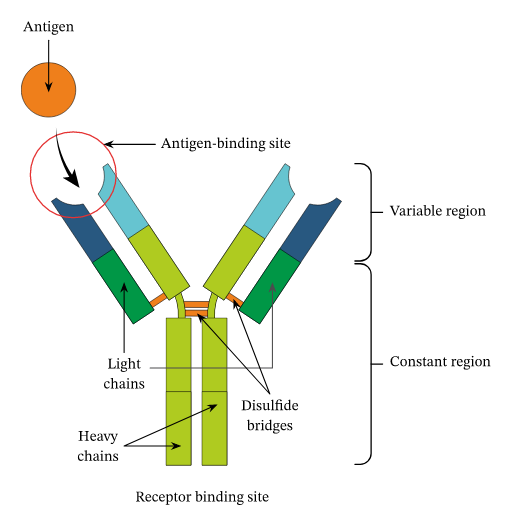 Antigen
Antigen-binding site
Variable region
Constant region
Light
chains
Disulfide
bridges
Heavy
chains
Receptor binding site